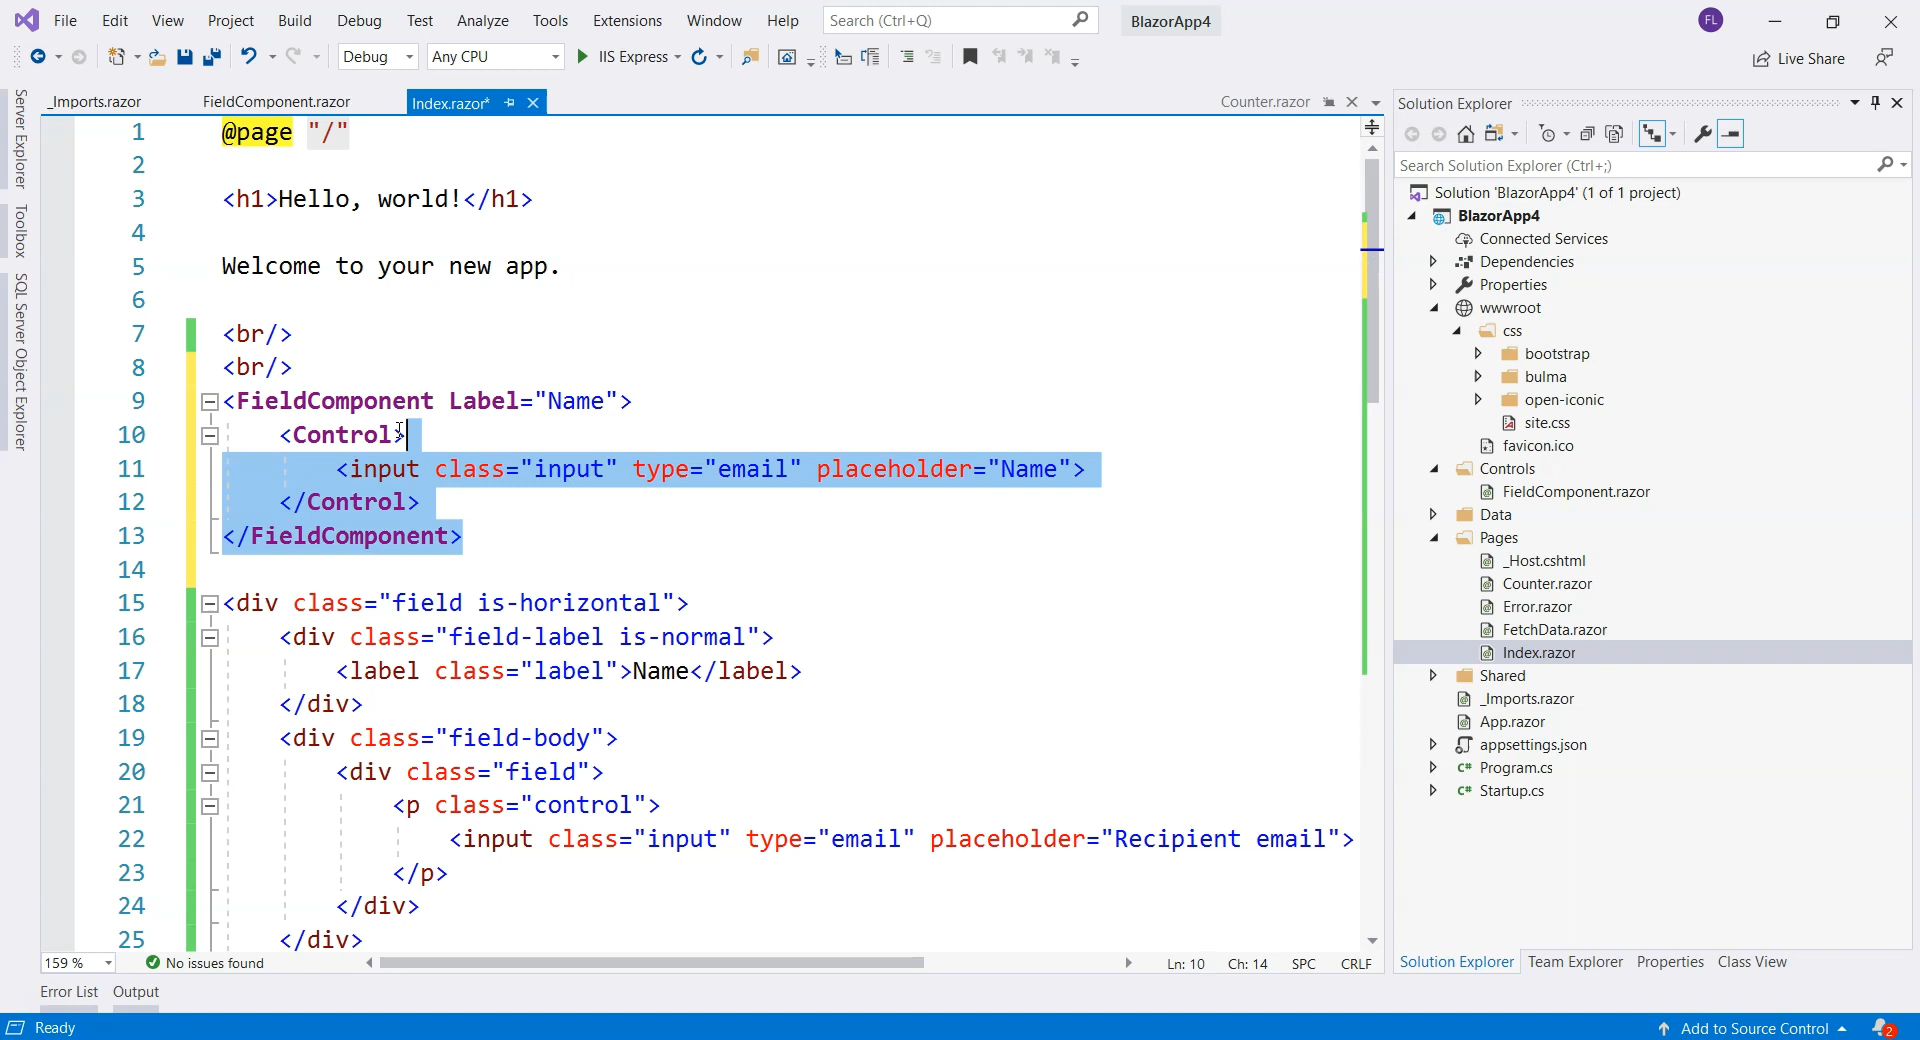 File Edit View Project Build Debug Test Analyze Tools Extensions Window Help Search (Ctrl+Q) BlazorApp4 FL
Debug Any CPU IIS Express Live Share
Server Explorer
Toolbox
SQL Server Object Explorer
_Imports.razor FieldComponent.razor Index.razor* Counter.razor
1 @page "/"
2
3 <h1>Hello, world!</h1>
4
5 Welcome to your new app.
6
7 <br/>
8 <br/>
9 <FieldComponent Label="Name">
10 <Control>
11 <input class="input" type="email" placeholder="Name">
12 </Control>
13 </FieldComponent>
14
15 <div class="field is-horizontal">
16 <div class="field-label is-normal">
17 <label class="label">Name</label>
18 </div>
19 <div class="field-body">
20 <div class="field">
21 <p class="control">
22 <input class="input" type="email" placeholder="Recipient email">
23 </p>
24 </div>
25 </div>
159 % No issues found Ln: 10 Ch: 14 SPC CRLF
Error List Output
Ready Add to Source Control 2
Solution Explorer
Search Solution Explorer (Ctrl+;)
Solution 'BlazorApp4' (1 of 1 project)
BlazorApp4
Connected Services
Dependencies
Properties
wwwroot
css
bootstrap
bulma
open-iconic
site.css
favicon.ico
Controls
FieldComponent.razor
Data
Pages
_Host.cshtml
Counter.razor
Error.razor
FetchData.razor
Index.razor
Shared
_Imports.razor
App.razor
appsettings.json
C# Program.cs
C# Startup.cs
Solution Explorer Team Explorer Properties Class View